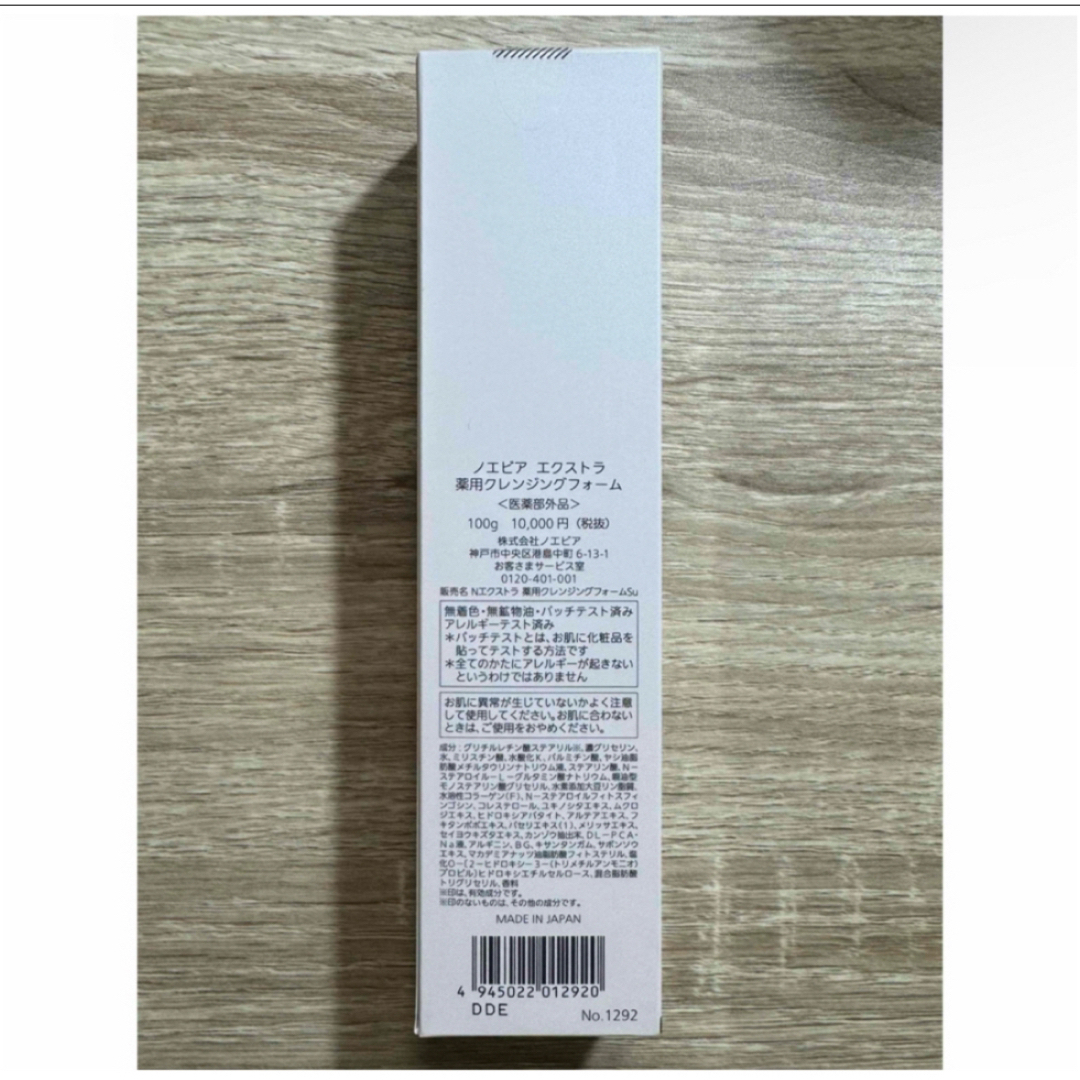 ノエビア エクストラ
薬用クレンジングフォーム
＜医薬部外品＞
100g 10,000円（税抜）
株式会社ノエビア
神戸市中央区港島中町6-13-1
お客さまサービス室
0120-401-001
販売名 Nエクストラ 薬用クレンジングフォームSu
無着色・無鉱物油・パッチテスト済み
アレルギーテスト済み
＊パッチテストとは、お肌に化粧品を
貼ってテストする方法です
＊全てのかたにアレルギーが起きない
というわけではありません
お肌に異常が生じていないかよく注意
して使用してください。お肌に合わない
ときは、ご使用をおやめください。
成分：グリチルレチン酸ステアリル※、濃グリセリン、
水、ミリスチン酸、水酸化K、パルミチン酸、ヤシ油脂
肪酸メチルタウリンナトリウム液、ステアリン酸、N－
ステアロイル－L－グルタミン酸ナトリウム、親油型
モノステアリン酸グリセリル、水素添加大豆リン脂質、
水溶性コラーゲン（F）、N－ステアロイルフィトスフィ
ンゴシン、コレステロール、ユキノシタエキス、ムクロ
ジエキス、ヒドロキシアパタイト、アルテアエキス、フ
キタンポポエキス、パセリエキス（1）、メリッサエキス、
セイヨウキズタエキス、カンゾウ抽出末、DL－PCA・
Na液、アルギニン、BG、キサンタンガム、サボンソウ
エキス、マカデミアナッツ油脂肪酸フィトステリル、塩
化O－〔2－ヒドロキシ－3－（トリメチルアンモニオ）
プロピル〕ヒドロキシエチルセルロース、混合脂肪酸
トリグリセリル、香料
※印は、有効成分です。
※印のないものは、その他の成分です。
MADE IN JAPAN
4 945022 012920
DDE
No.1292